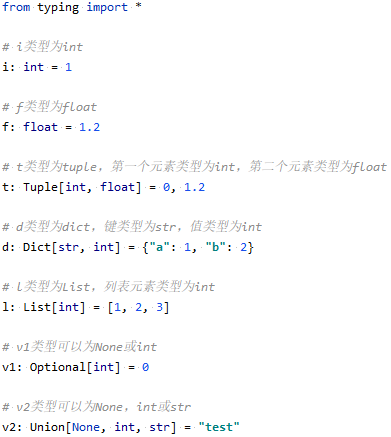 from typing import *
# i类型为int
i: int = 1
# f类型为float
f: float = 1.2
# t类型为tuple，第一个元素类型为int，第二个元素类型为float
t: Tuple[int, float] = 0, 1.2
# d类型为dict，键类型为str，值类型为int
d: Dict[str, int] = {"a": 1, "b": 2}
# l类型为List，列表元素类型为int
l: List[int] = [1, 2, 3]
# v1类型可以为None或int
v1: Optional[int] = 0
# v2类型可以为None，int或str
v2: Union[None, int, str] = "test"